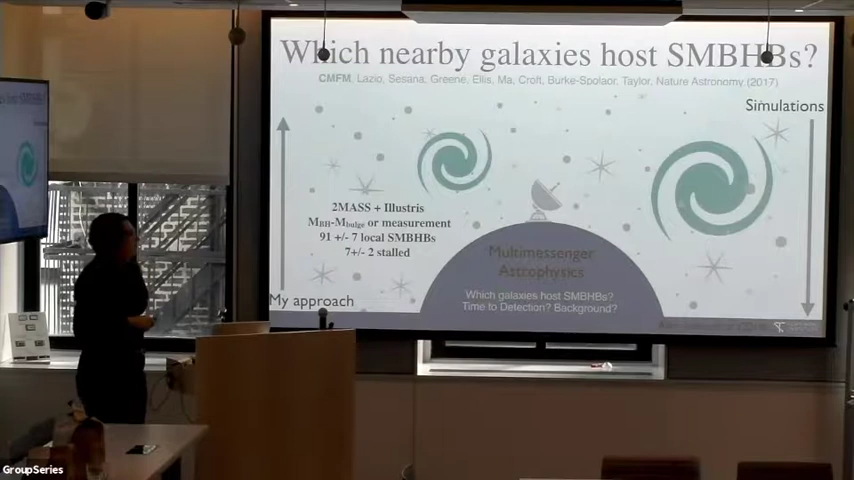 Which nearby galaxies host SMBHBs?
CMFM, Lazio, Sesana, Greene, Ellis, Ma, Croft, Burke-Spolaor, Taylor, Nature Astronomy (2017)
Simulations
2MASS + Illustris
MBH-Mbulge or measurement
91 +/- 7 local SMBHBs
7+/- 2 stalled
Multimessenger
Astrophysics
Which galaxies host SMBHBs?
Time to Detection? Background?
My approach
GroupSeries